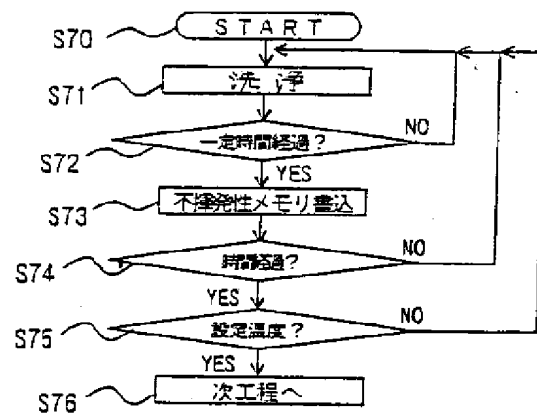 S70 START
S71 洗浄
S72 一定時間経過? NO
YES
S73 不揮発性メモリ書込
S74 時間経過? NO
YES
S75 設定温度? NO
YES
S76 次工程へ